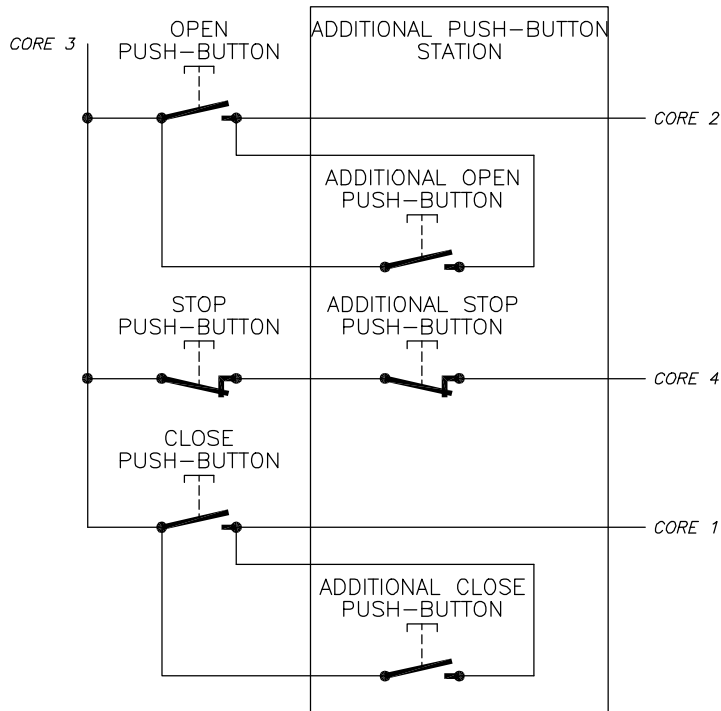 CORE 3
OPEN
PUSH-BUTTON
ADDITIONAL PUSH-BUTTON
STATION
CORE 2
ADDITIONAL OPEN
PUSH-BUTTON
STOP
PUSH-BUTTON
ADDITIONAL STOP
PUSH-BUTTON
CORE 4
CLOSE
PUSH-BUTTON
CORE 1
ADDITIONAL CLOSE
PUSH-BUTTON